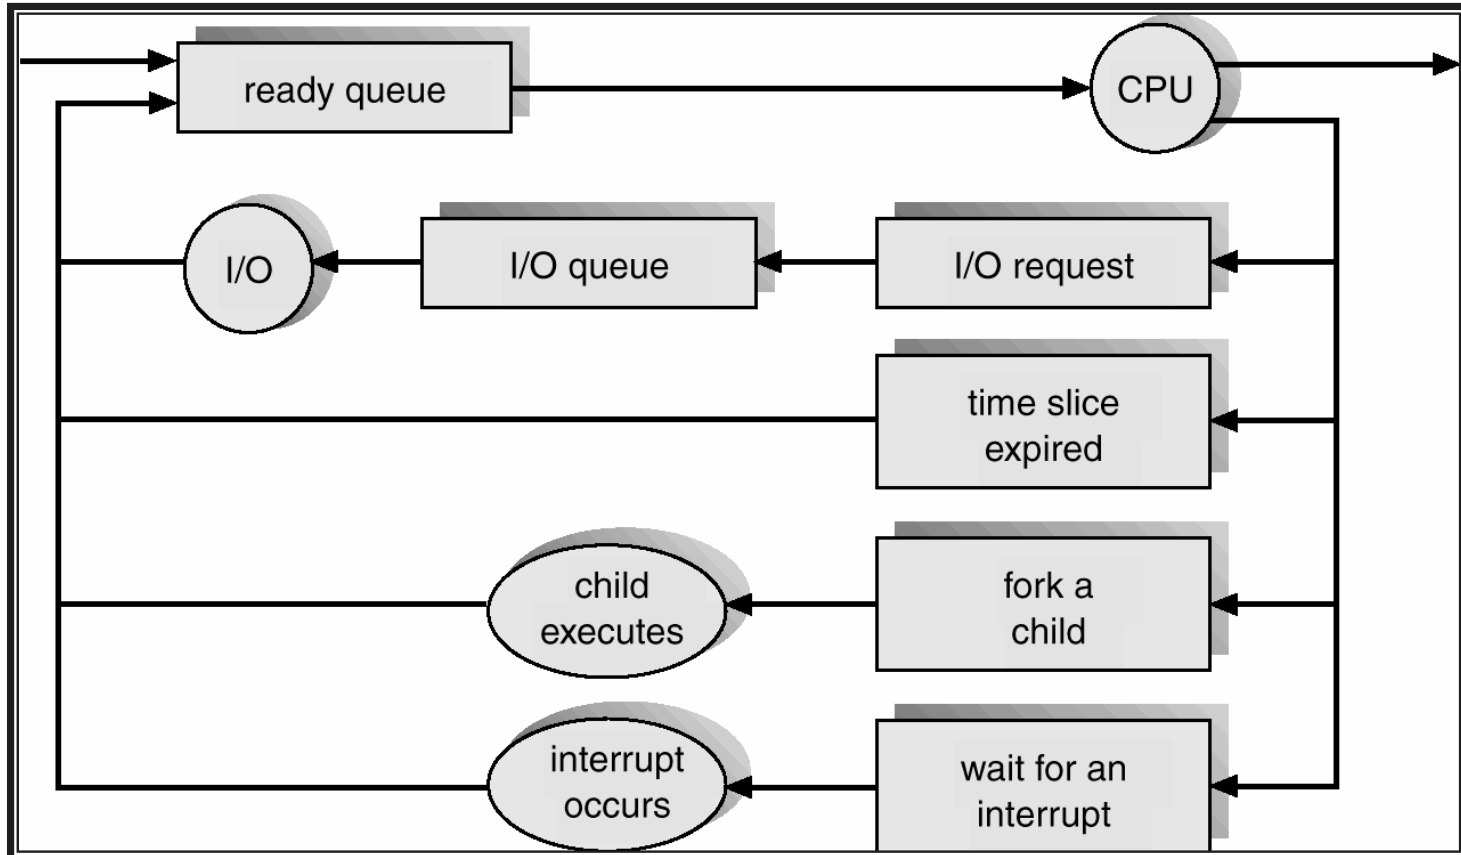 ready queue
CPU
I/O
I/O queue
I/O request
time slice
expired
child
executes
fork a
child
interrupt
occurs
wait for an
interrupt